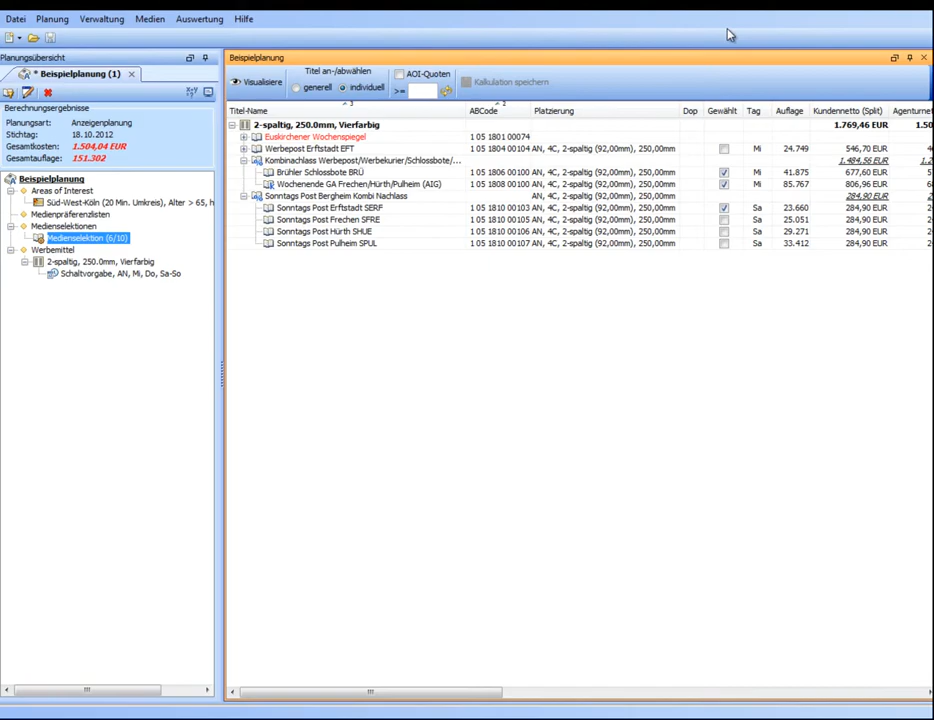 Datei Planung Verwaltung Medien Auswertung Hilfe
Planungsübersicht
* Beispielplanung (1)
Berechnungsergebnisse
Planungsart: Anzeigenplanung
Stichtag: 18.10.2012
Gesamtkosten: 1.504,04 EUR
Gesamtauflage: 151.302
Beispielplanung
Areas of Interest
Süd-West-Köln (20 Min. Umkreis), Alter > 65, h
Medienpräferenzlisten
Medienselektionen
Medienselektion (6/10)
Werbemittel
2-spaltig, 250.0mm, Vierfarbig
Schaltvorgabe, AN, Mi, Do, Sa-So
Beispielplanung
Visualisiere
Titel an-/abwählen
generell individuell
AOI-Quoten
>=
Kalkulation speichern
Titel-Name ABCode Platzierung Dop Gewählt Tag Auflage Kundennetto (Split) Agenturnet
2-spaltig, 250.0mm, Vierfarbig 1.769,46 EUR 1.50
Euskirchener Wochenspiegel 1 05 1801 00074
Werbepost Erftstadt EFT 1 05 1804 00104 AN, 4C, 2-spaltig (92,00mm), 250,00mm Mi 24.749 546,70 EUR 4
Kombinachlass Werbepost/Werbekurier/Schlossbote/... 1.484,56 EUR 1.2
Brühler Schlossbote BRÜ 1 05 1806 00100 AN, 4C, 2-spaltig (92,00mm), 250,00mm Mi 41.875 677,60 EUR 5
Wochenende GA Frechen/Hürth/Pulheim (AIG) 1 05 1808 00100 AN, 4C, 2-spaltig (92,00mm), 250,00mm Mi 85.767 806,96 EUR 6
Sonntags Post Bergheim Kombi Nachlass 284,90 EUR 2
Sonntags Post Erftstadt SERF 1 05 1810 00103 AN, 4C, 2-spaltig (92,00mm), 250,00mm Sa 23.660 284,90 EUR 2
Sonntags Post Frechen SFRE 1 05 1810 00105 AN, 4C, 2-spaltig (92,00mm), 250,00mm Sa 25.051 284,90 EUR 2
Sonntags Post Hürth SHUE 1 05 1810 00106 AN, 4C, 2-spaltig (92,00mm), 250,00mm Sa 29.271 284,90 EUR 2
Sonntags Post Pulheim SPUL 1 05 1810 00107 AN, 4C, 2-spaltig (92,00mm), 250,00mm Sa 33.412 284,90 EUR 2